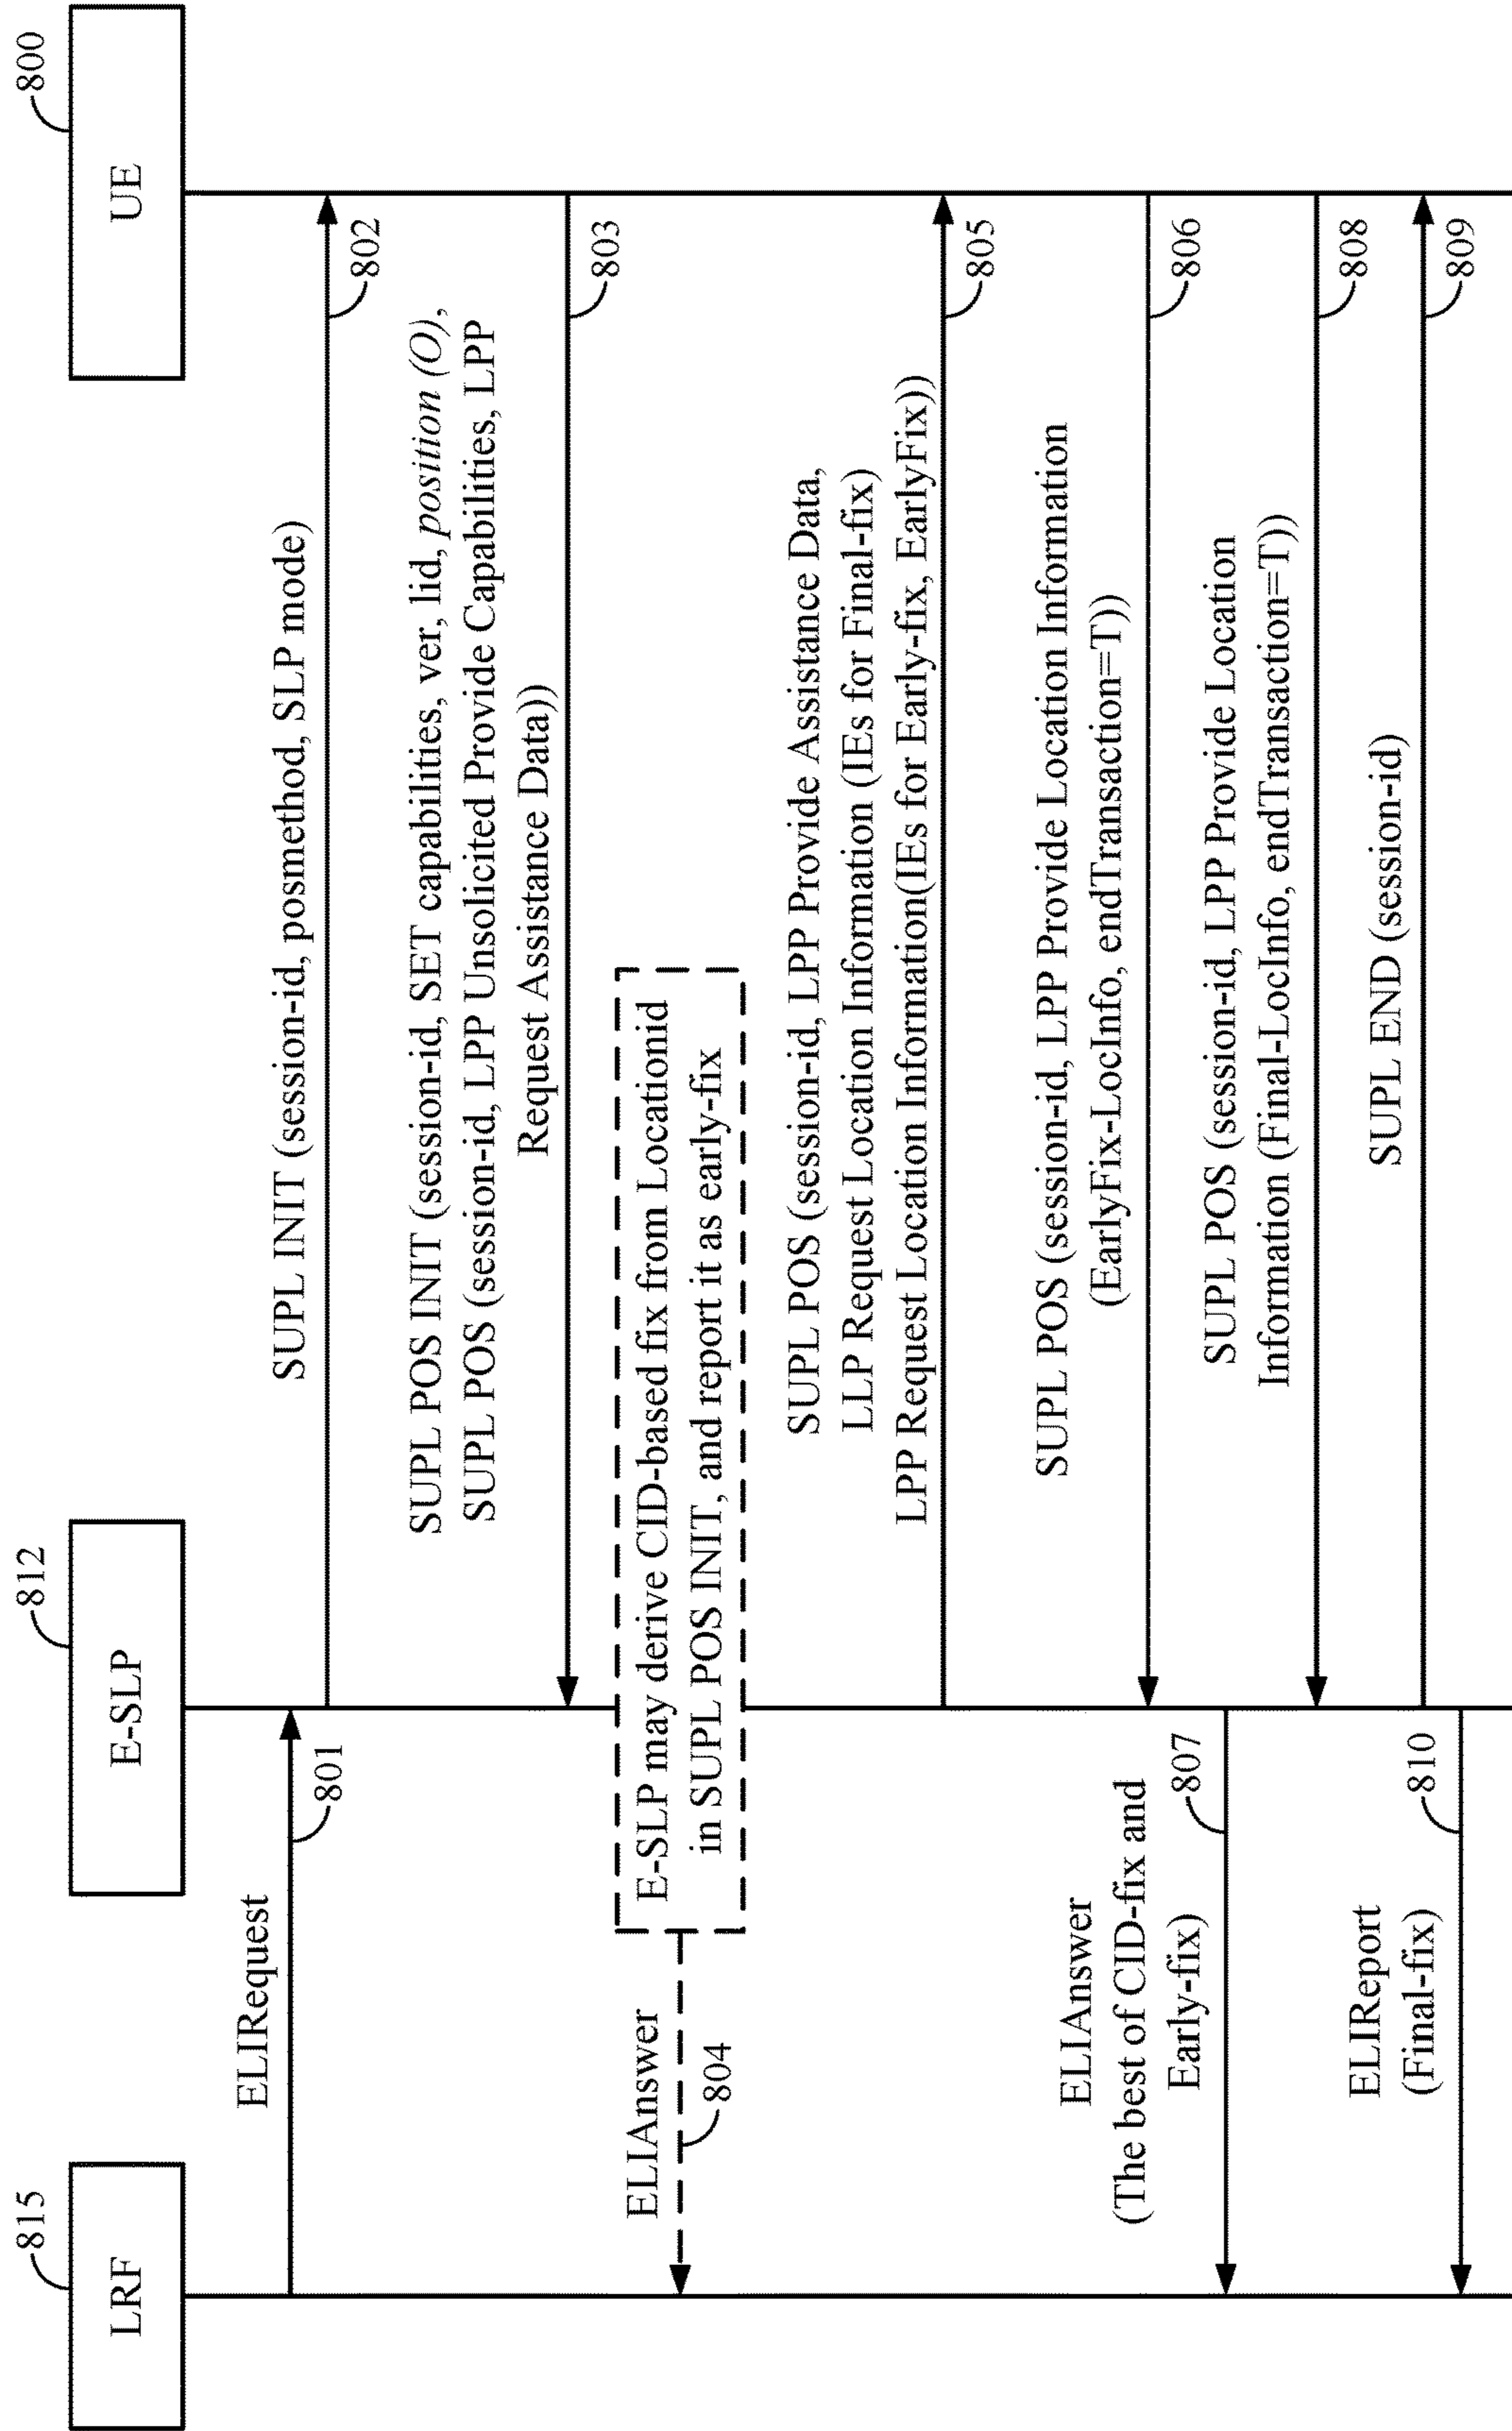 815
LRF
812
E-SLP
800
UE
ELIRequest
801
SUPL INIT (session-id, posmethod, SLP mode)
802
SUPL POS INIT (session-id, SET capabilities, ver, lid, position (O),
SUPL POS (session-id, LPP Unsolicited Provide Capabilities, LPP
Request Assistance Data))
803
E-SLP may derive CID-based fix from Locationid
in SUPL POS INIT, and report it as early-fix
ELIAnswer
804
SUPL POS (session-id, LPP Provide Assistance Data,
LLP Request Location Information (IEs for Final-fix)
LPP Request Location Information(IEs for Early-fix, EarlyFix))
805
SUPL POS (session-id, LPP Provide Location Information
(EarlyFix-LocInfo, endTransaction=T))
806
ELIAnswer
(The best of CID-fix and
Early-fix)
807
SUPL POS (session-id, LPP Provide Location
Information (Final-LocInfo, endTransaction=T))
808
SUPL END (session-id)
809
ELIReport
(Final-fix)
810